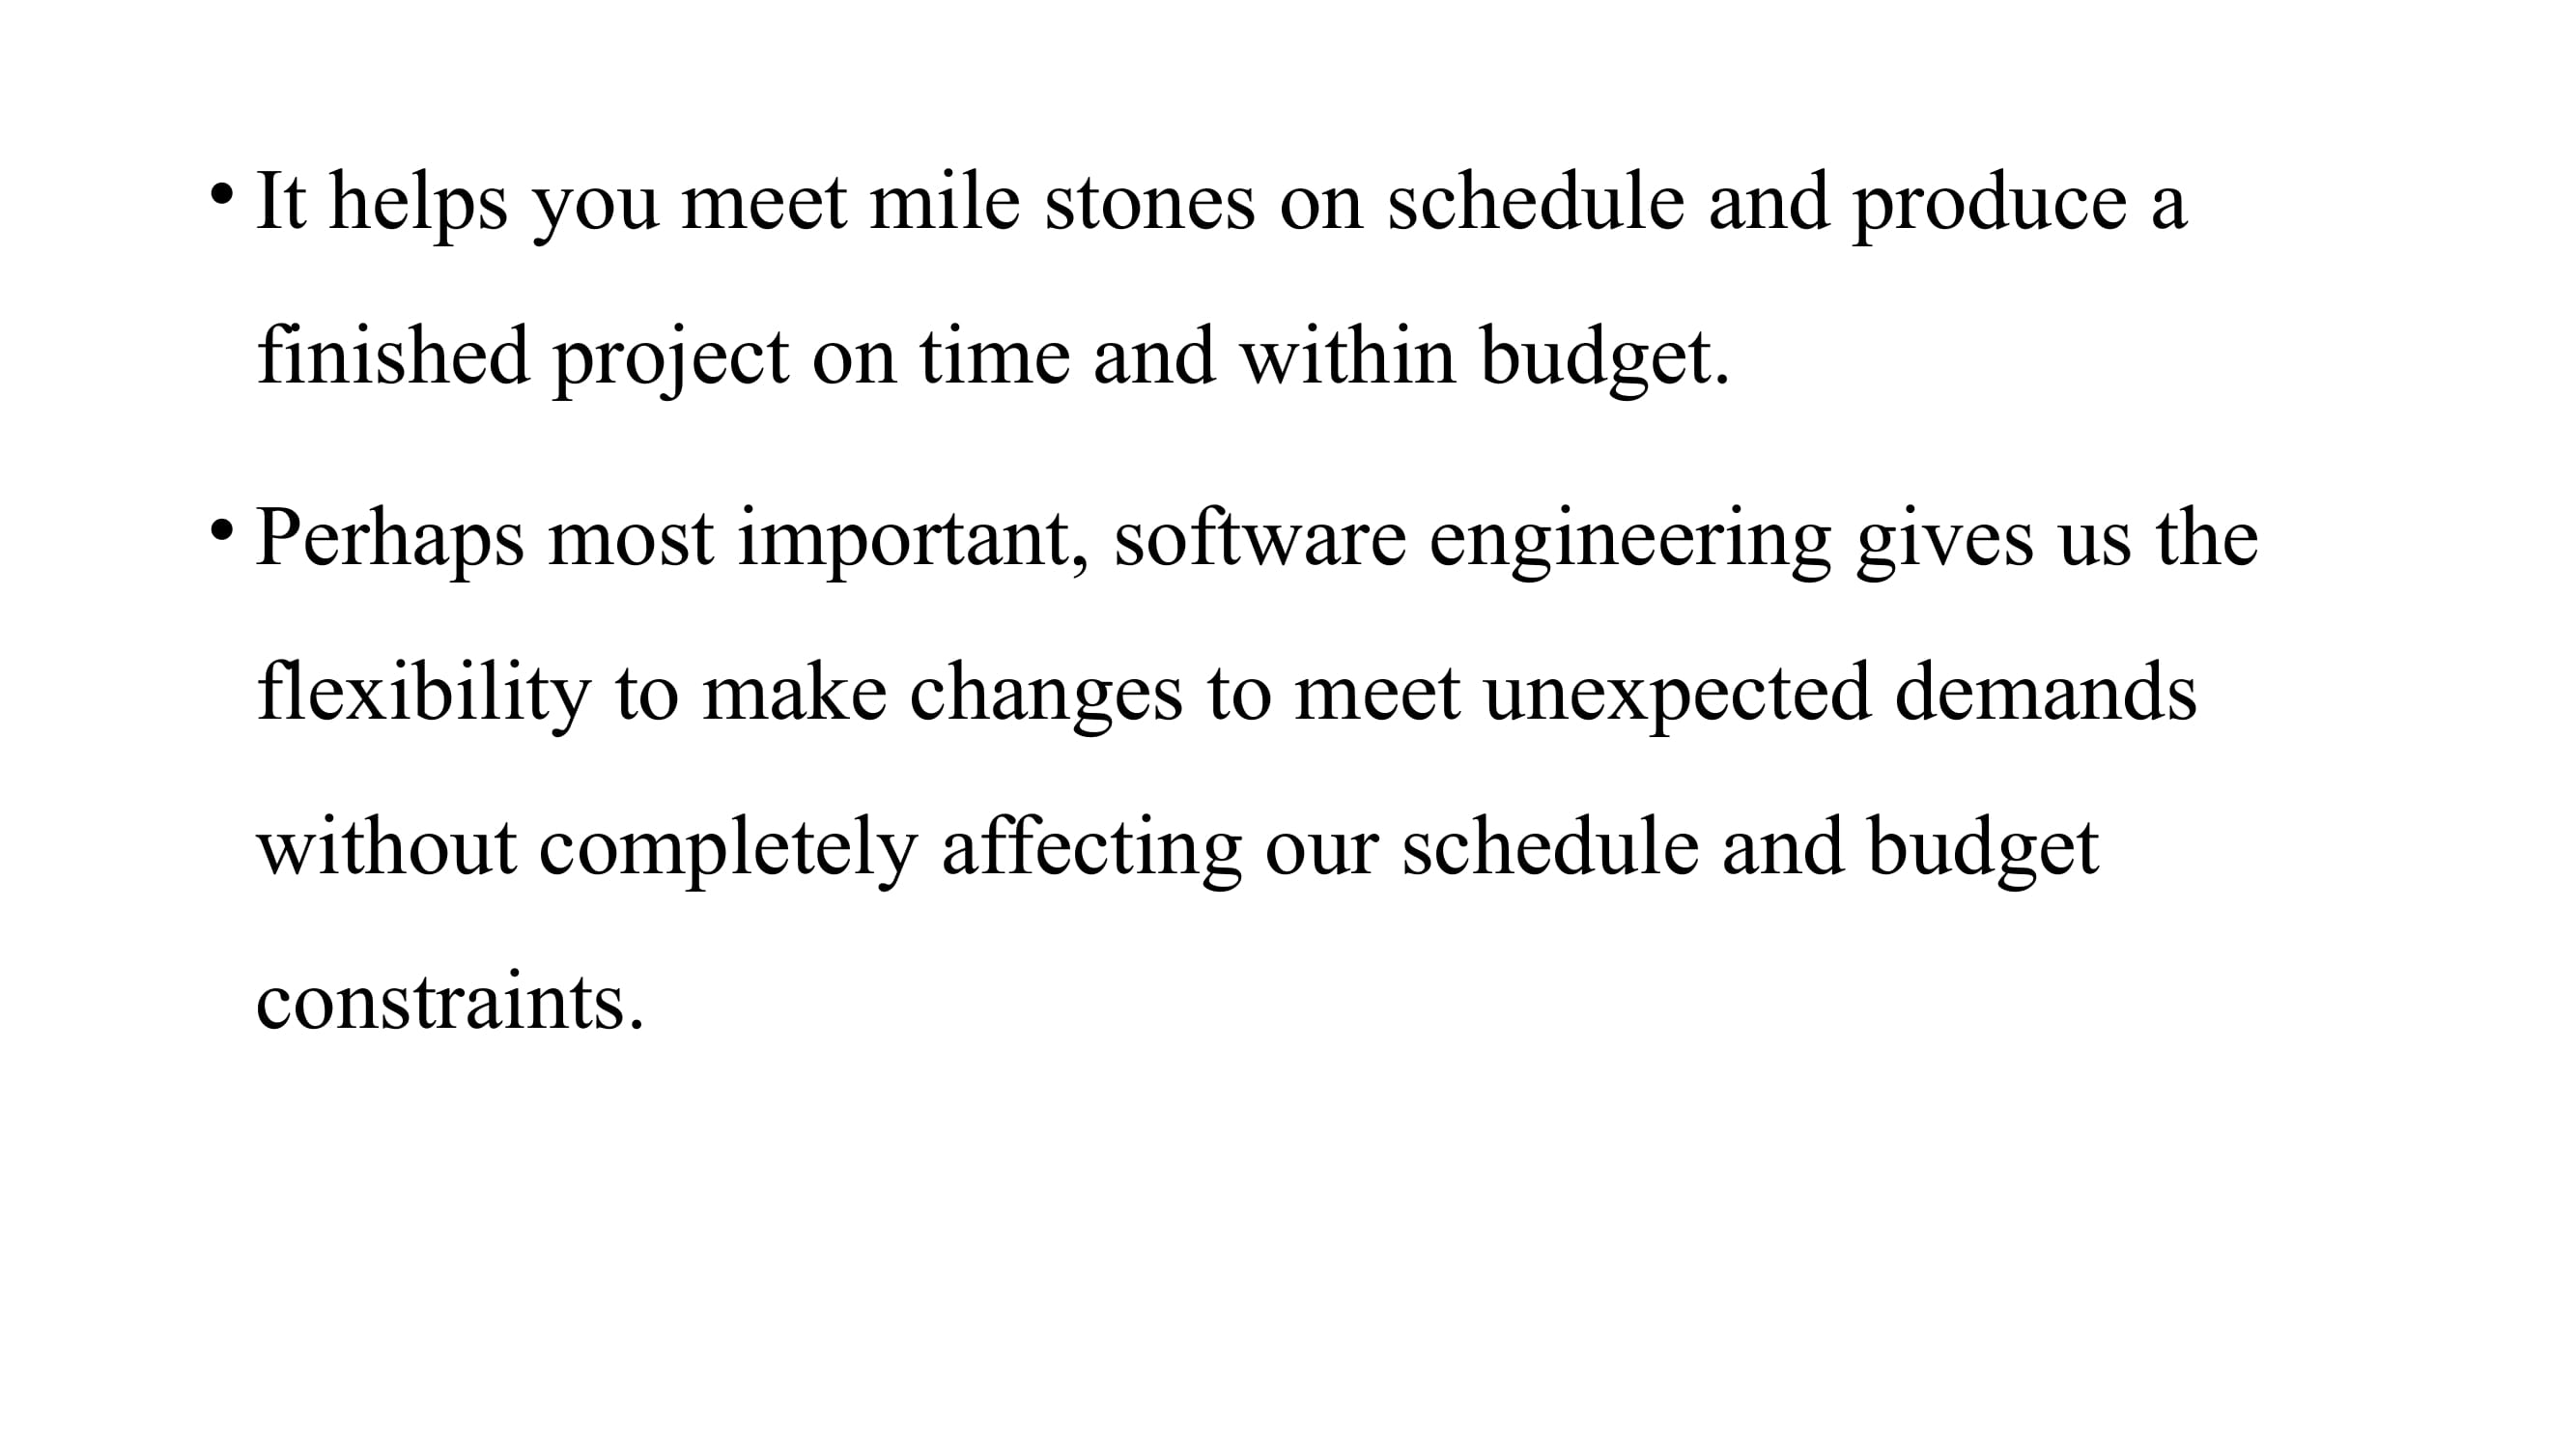 • It helps you meet mile stones on schedule and produce a
finished project on time and within budget.
• Perhaps most important, software engineering gives us the
flexibility to make changes to meet unexpected demands
without completely affecting our schedule and budget
constraints.